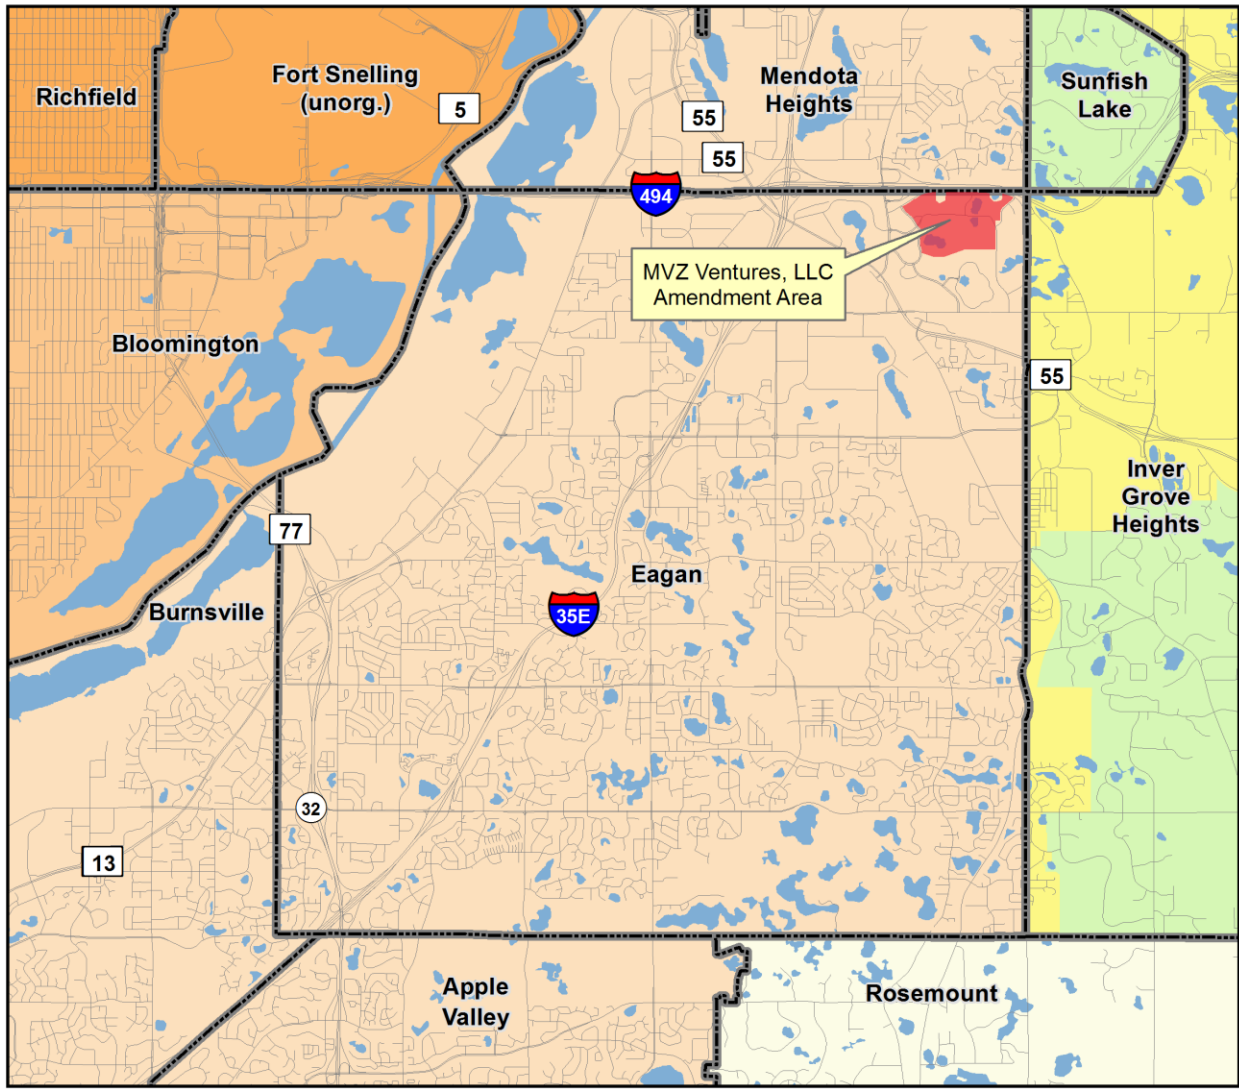 Richfield
Fort Snelling
(unorg.)
5
55
55
Mendota
Heights
Sunfish
Lake
494
MVZ Ventures, LLC
Amendment Area
Bloomington
55
Inver
Grove
Heights
77
Eagan
Burnsville
35E
32
13
Apple
Valley
Rosemount